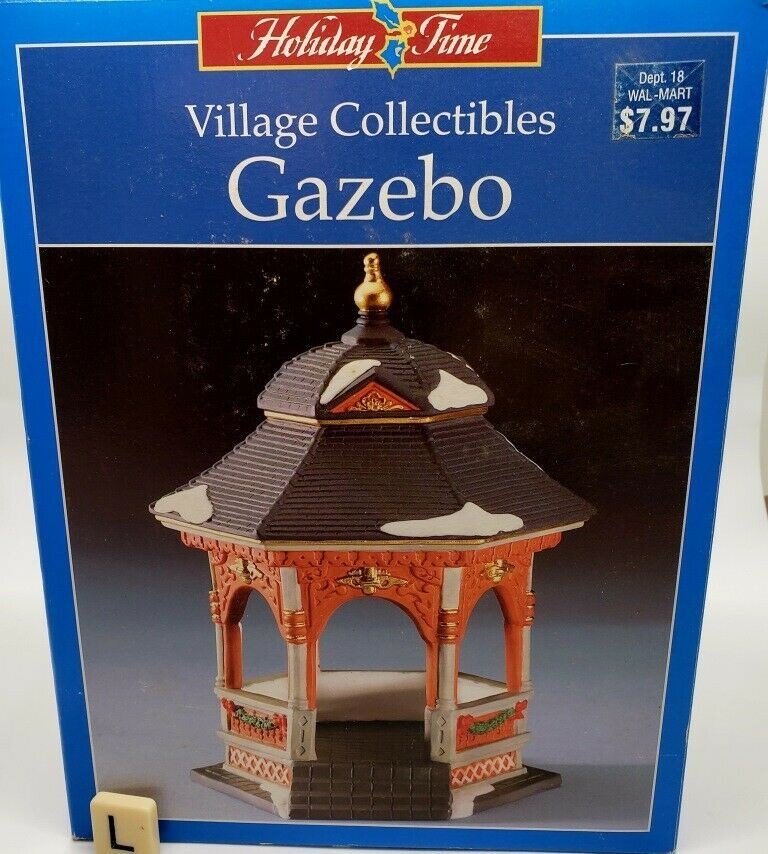 Holiday Time
Dept. 18
WAL-MART
$7.97
Village Collectibles
Gazebo
L